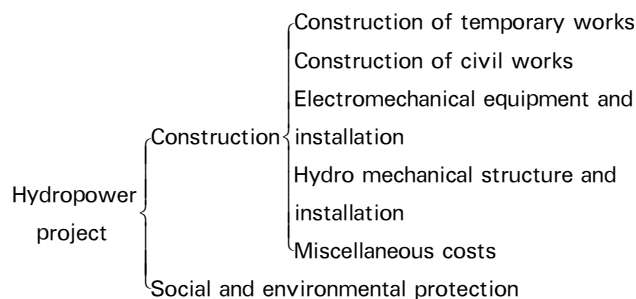 Construction of temporary works
Construction of civil works
Electromechanical equipment and
Construction
installation
Hydro mechanical structure and
Hydropower
installation
project
Miscellaneous costs
Social and environmental protection